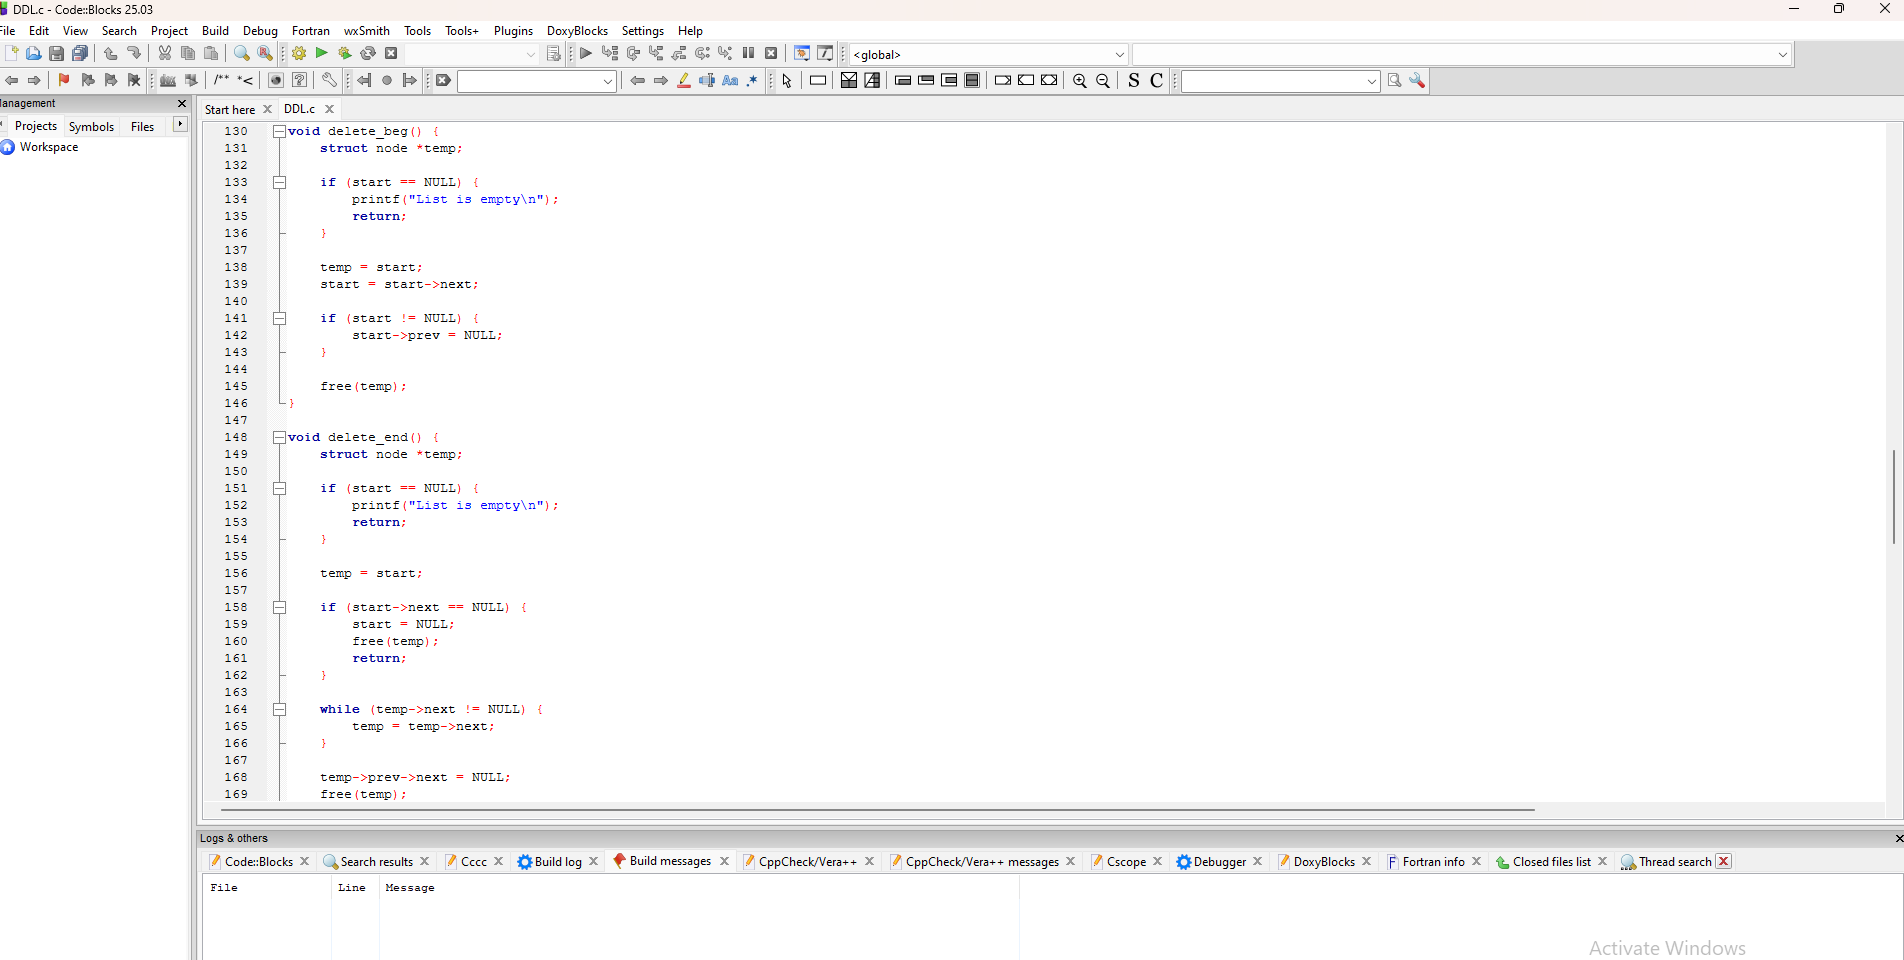 DDL.c - Code::Blocks 25.03
File Edit View Search Project Build Debug Fortran wxSmith Tools Tools+ Plugins DoxyBlocks Settings Help
<global>
/** *< Aa .* S C
Management
Projects Symbols Files
Workspace
Start here DDL.c
130 void delete_beg() {
131     struct node *temp;
132
133     if (start == NULL) {
134         printf("List is empty\n");
135         return;
136     }
137
138     temp = start;
139     start = start->next;
140
141     if (start != NULL) {
142         start->prev = NULL;
143     }
144
145     free(temp);
146 }
147
148 void delete_end() {
149     struct node *temp;
150
151     if (start == NULL) {
152         printf("List is empty\n");
153         return;
154     }
155
156     temp = start;
157
158     if (start->next == NULL) {
159         start = NULL;
160         free(temp);
161         return;
162     }
163
164     while (temp->next != NULL) {
165         temp = temp->next;
166     }
167
168     temp->prev->next = NULL;
169     free(temp);
Logs & others
Code::Blocks Search results Cccc Build log Build messages CppCheck/Vera++ CppCheck/Vera++ messages Cscope Debugger DoxyBlocks Fortran info Closed files list Thread search
File Line Message
Activate Windows